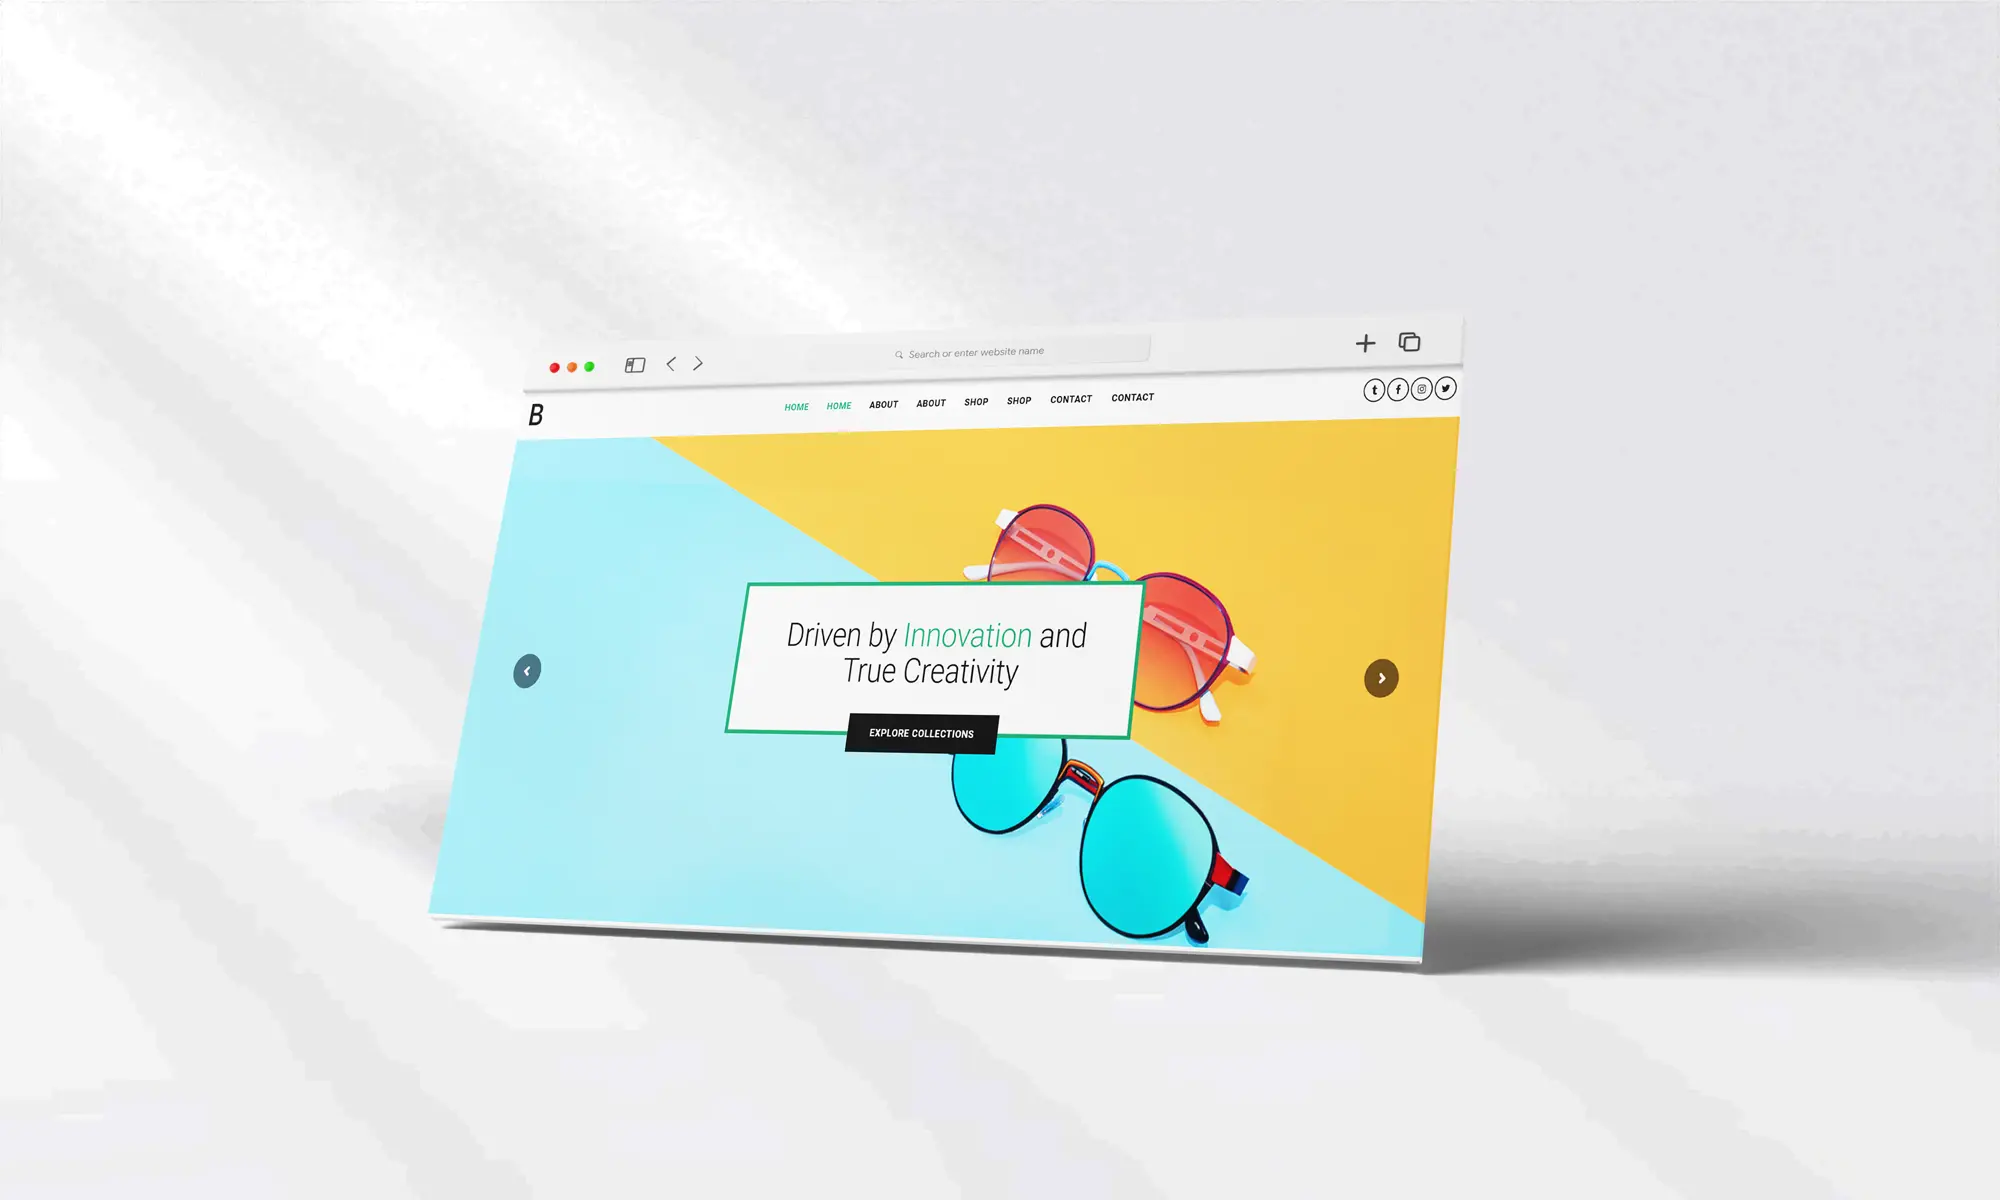 Search or enter website name
B
HOME HOME ABOUT ABOUT SHOP SHOP CONTACT CONTACT
Driven by Innovation and
True Creativity
EXPLORE COLLECTIONS